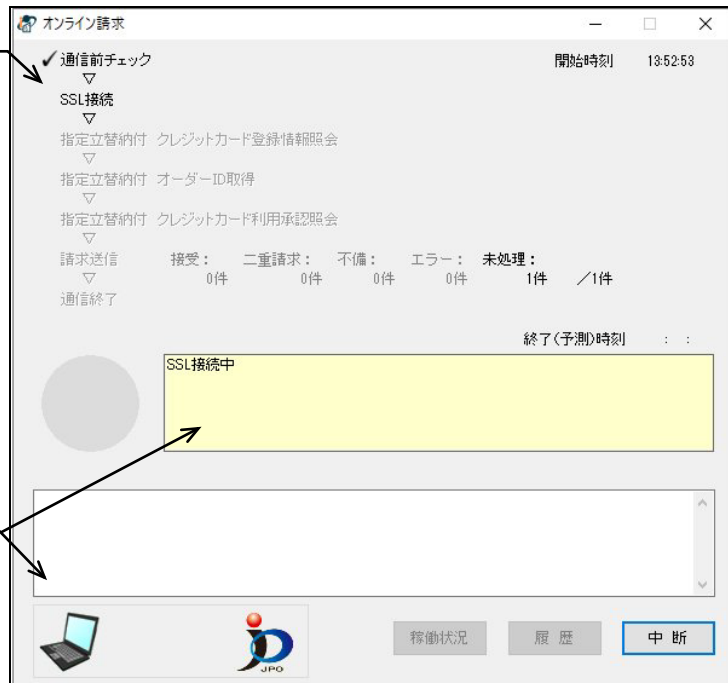 オンライン請求
✓通信前チェック 開始時刻 13:52:53
▽
SSL接続
▽
指定立替納付 クレジットカード登録情報照会
▽
指定立替納付 オーダーID取得
▽
指定立替納付 クレジットカード利用承認照会
▽
請求送信 接受： 二重請求： 不備： エラー： 未処理：
▽ 0件 0件 0件 0件 1件 ／1件
通信終了
終了(予測)時刻 : :
SSL接続中
JPO
稼働状況 履 歴 中 断